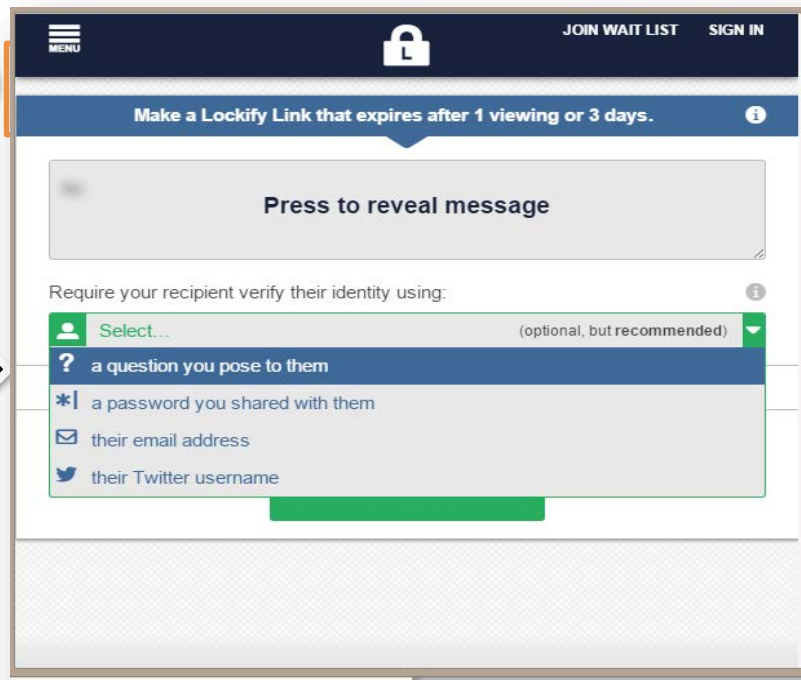 MENU
L
JOIN WAIT LIST SIGN IN
Make a Lockify Link that expires after 1 viewing or 3 days.
Press to reveal message
Require your recipient verify their identity using:
Select... (optional, but recommended)
? a question you pose to them
*| a password you shared with them
their email address
their Twitter username